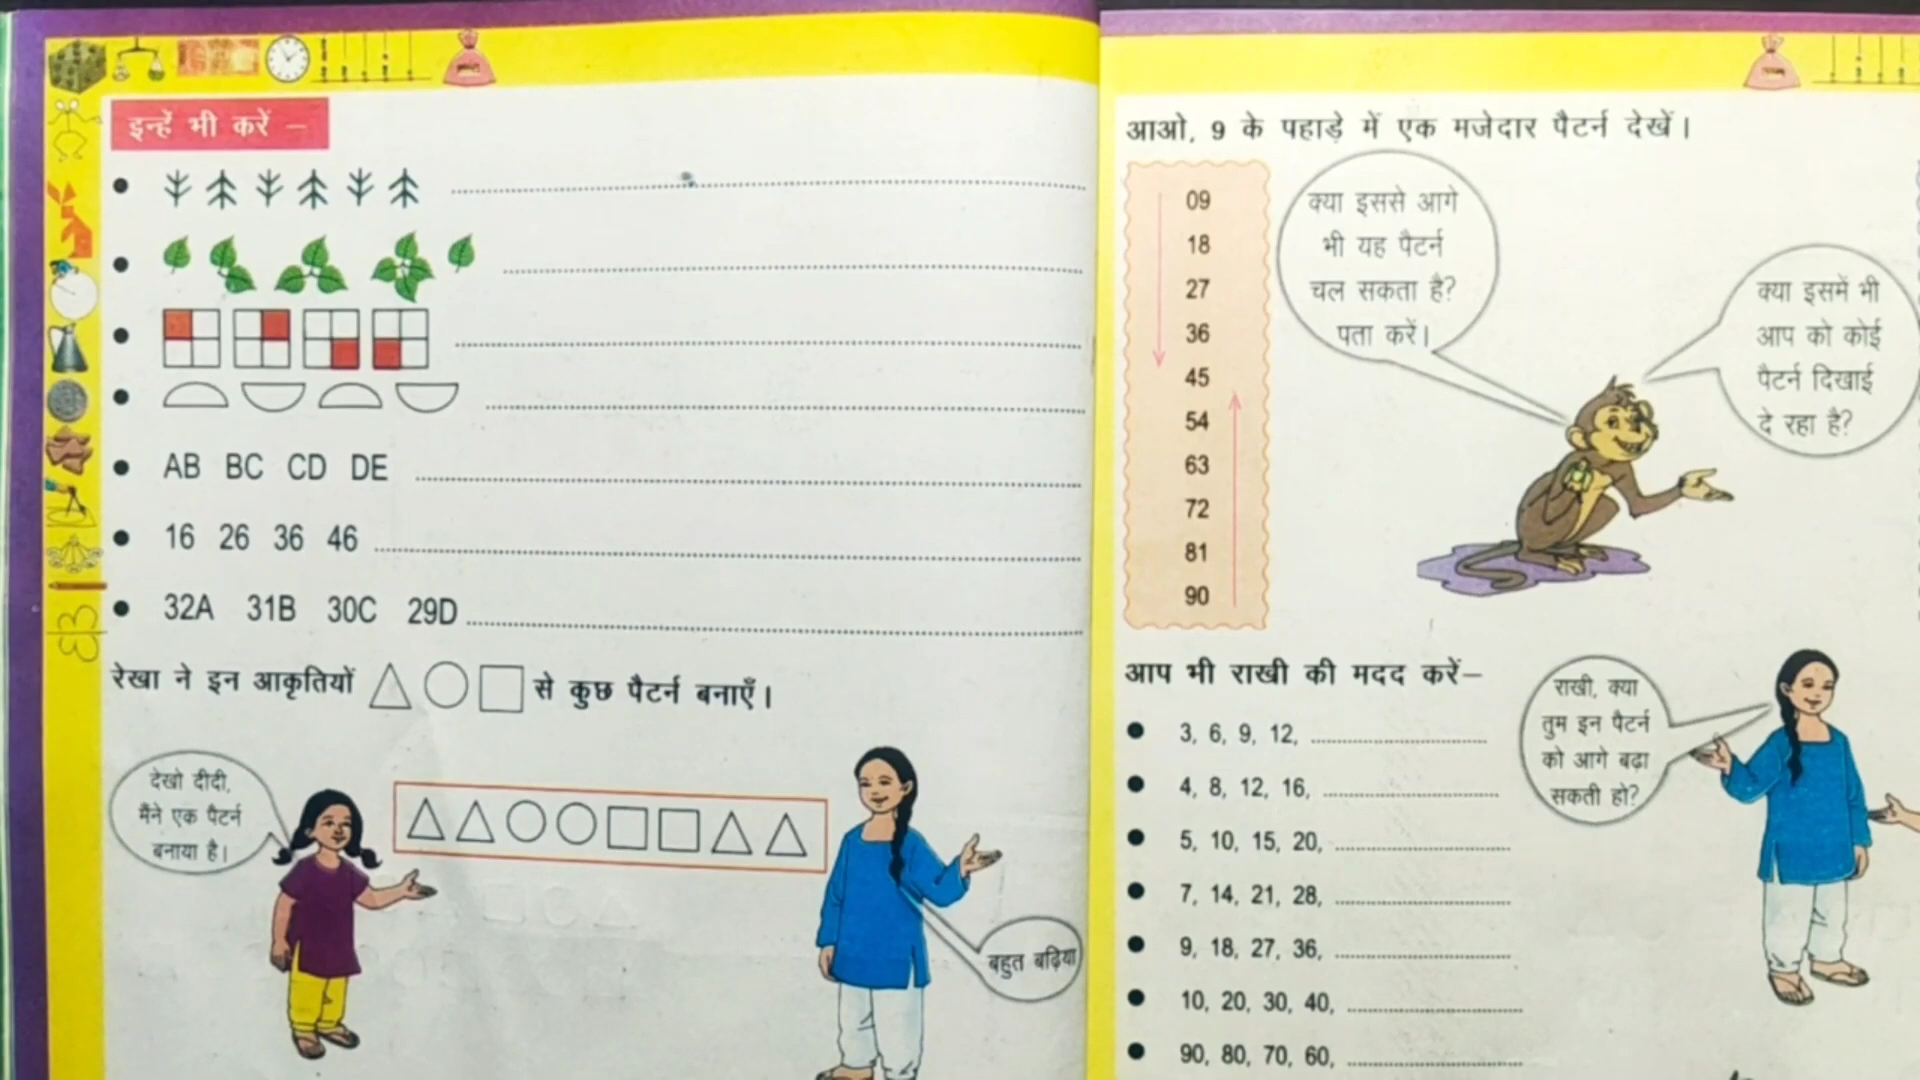 इन्हें भी करें –
AB BC CD DE
16 26 36 46
32A 31B 30C 29D
रेखा ने इन आकृतियों से कुछ पैटर्न बनाएँ।
देखो दीदी,
मैंने एक पैटर्न
बनाया है।
बहुत बढ़िया
आओ, 9 के पहाड़े में एक मजेदार पैटर्न देखें।
09
18
27
36
45
54
63
72
81
90
क्या इससे आगे
भी यह पैटर्न
चल सकता है?
पता करें।
क्या इसमें भी
आप को कोई
पैटर्न दिखाई
दे रहा है?
आप भी राखी की मदद करें–
3, 6, 9, 12,
4, 8, 12, 16,
5, 10, 15, 20,
7, 14, 21, 28,
9, 18, 27, 36,
10, 20, 30, 40,
90, 80, 70, 60,
राखी, क्या
तुम इन पैटर्न
को आगे बढ़ा
सकती हो?